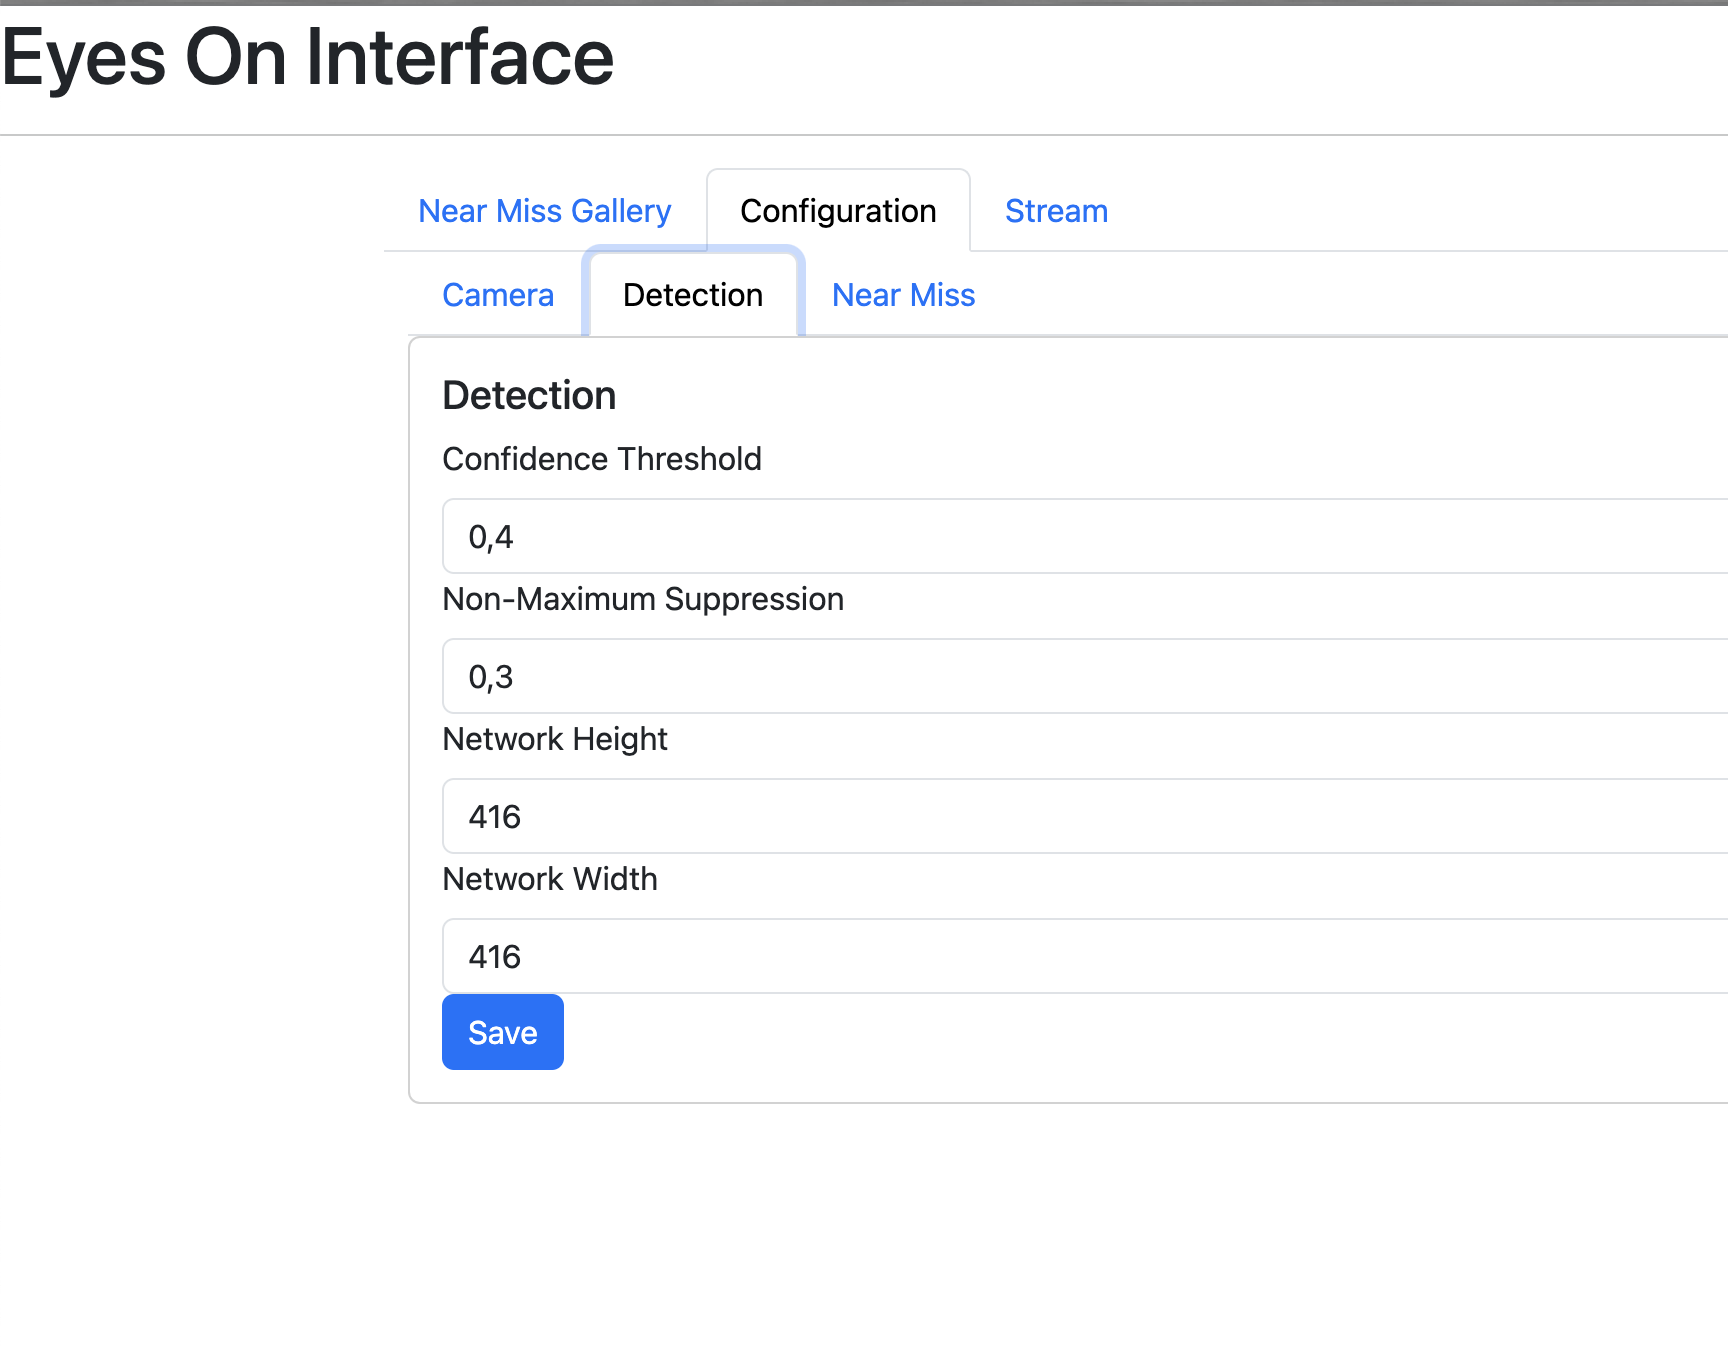 Eyes On Interface
Near Miss Gallery Configuration Stream
Camera Detection Near Miss
Detection
Confidence Threshold
0,4
Non-Maximum Suppression
0,3
Network Height
416
Network Width
416
Save